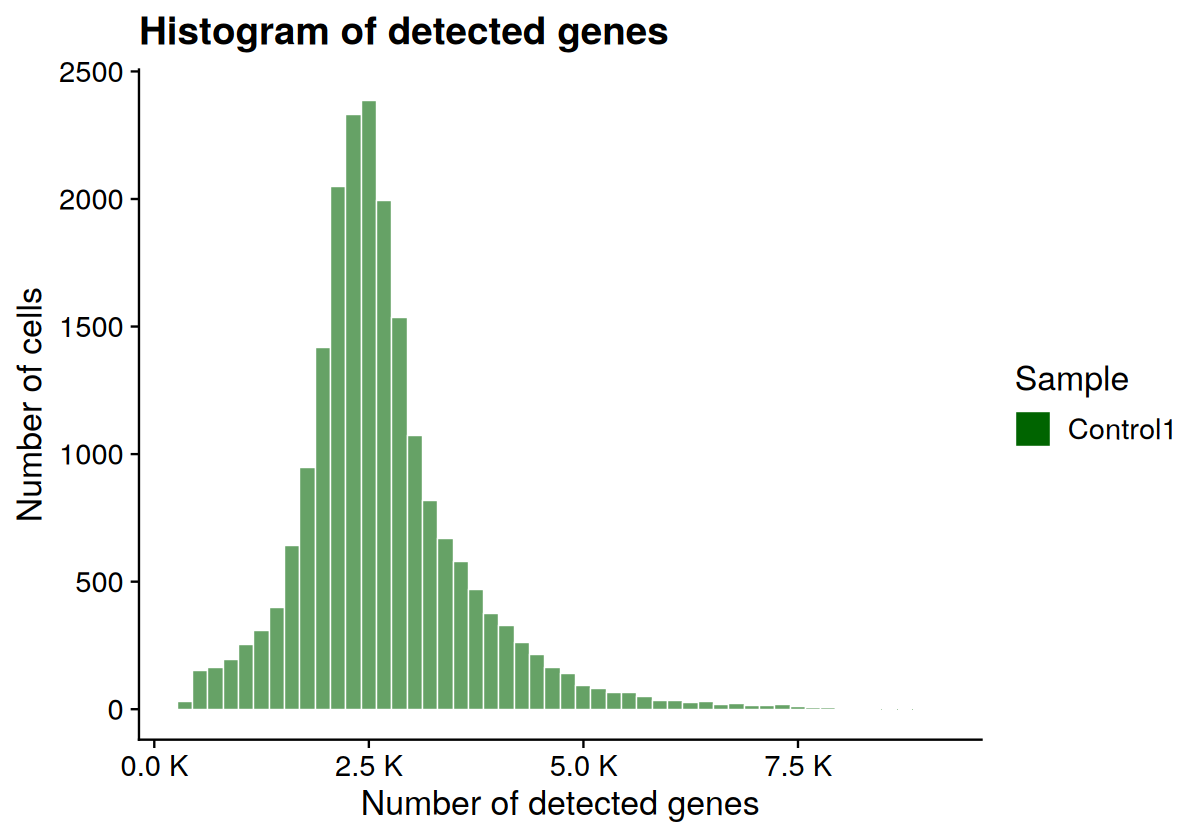 Histogram of detected genes
2500
2000
1500
1000
500
0
Number of cells
0.0 K 2.5 K 5.0 K 7.5 K
Number of detected genes
Sample
Control1